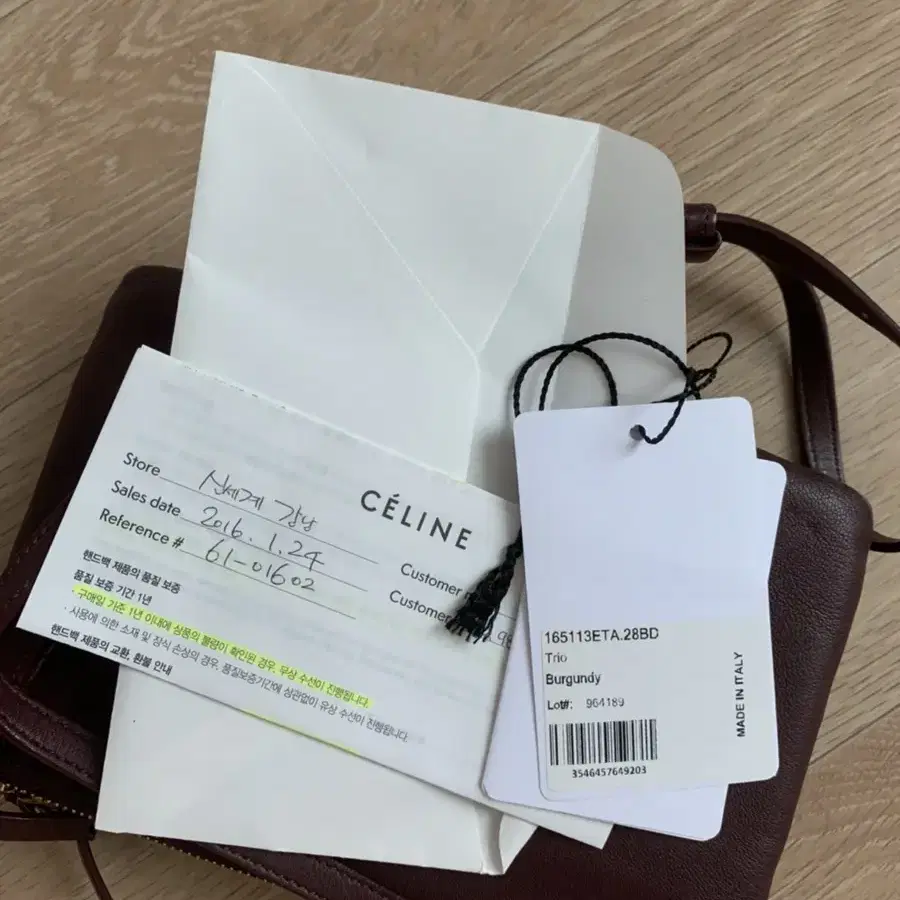 CÉLINE
Store 신세계 강남
Sales date 2016.1.24
Reference # 61-01602
Customer
Customer
핸드백 제품의 품질 보증
품질 보증 기간 1년
· 구매일 기준 1년 이내에 상품의 불량이 확인된 경우, 무상 수선이 진행됩니다.
· 사용에 의한 소재 및 장식 손상의 경우, 품질보증기간에 상관없이 유상 수선이 진행됩니다.
핸드백 제품의 교환, 환불 안내
165113ETA.28BD
Trio
Burgundy
Lot#: 964189
3546457649203
MADE IN ITALY